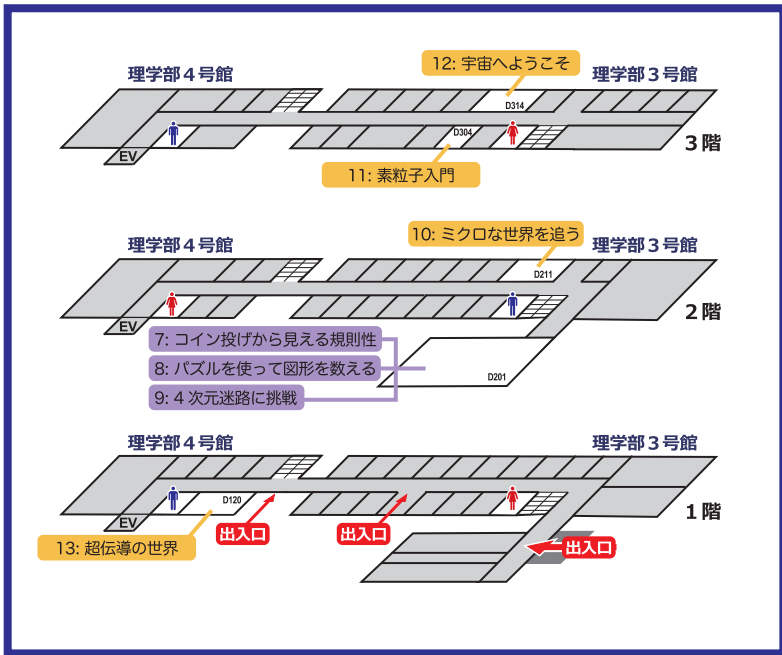 12: 宇宙へようこそ
理学部4号館
理学部3号館
D314
D304
EV
3階
11: 素粒子入門
10: ミクロな世界を追う
理学部4号館
理学部3号館
D211
2階
EV
7: コイン投げから見える規則性
8: パズルを使って図形を数える
D201
9: 4次元迷路に挑戦
理学部4号館
理学部3号館
D120
1階
EV
出入口
出入口
13: 超伝導の世界
出入口